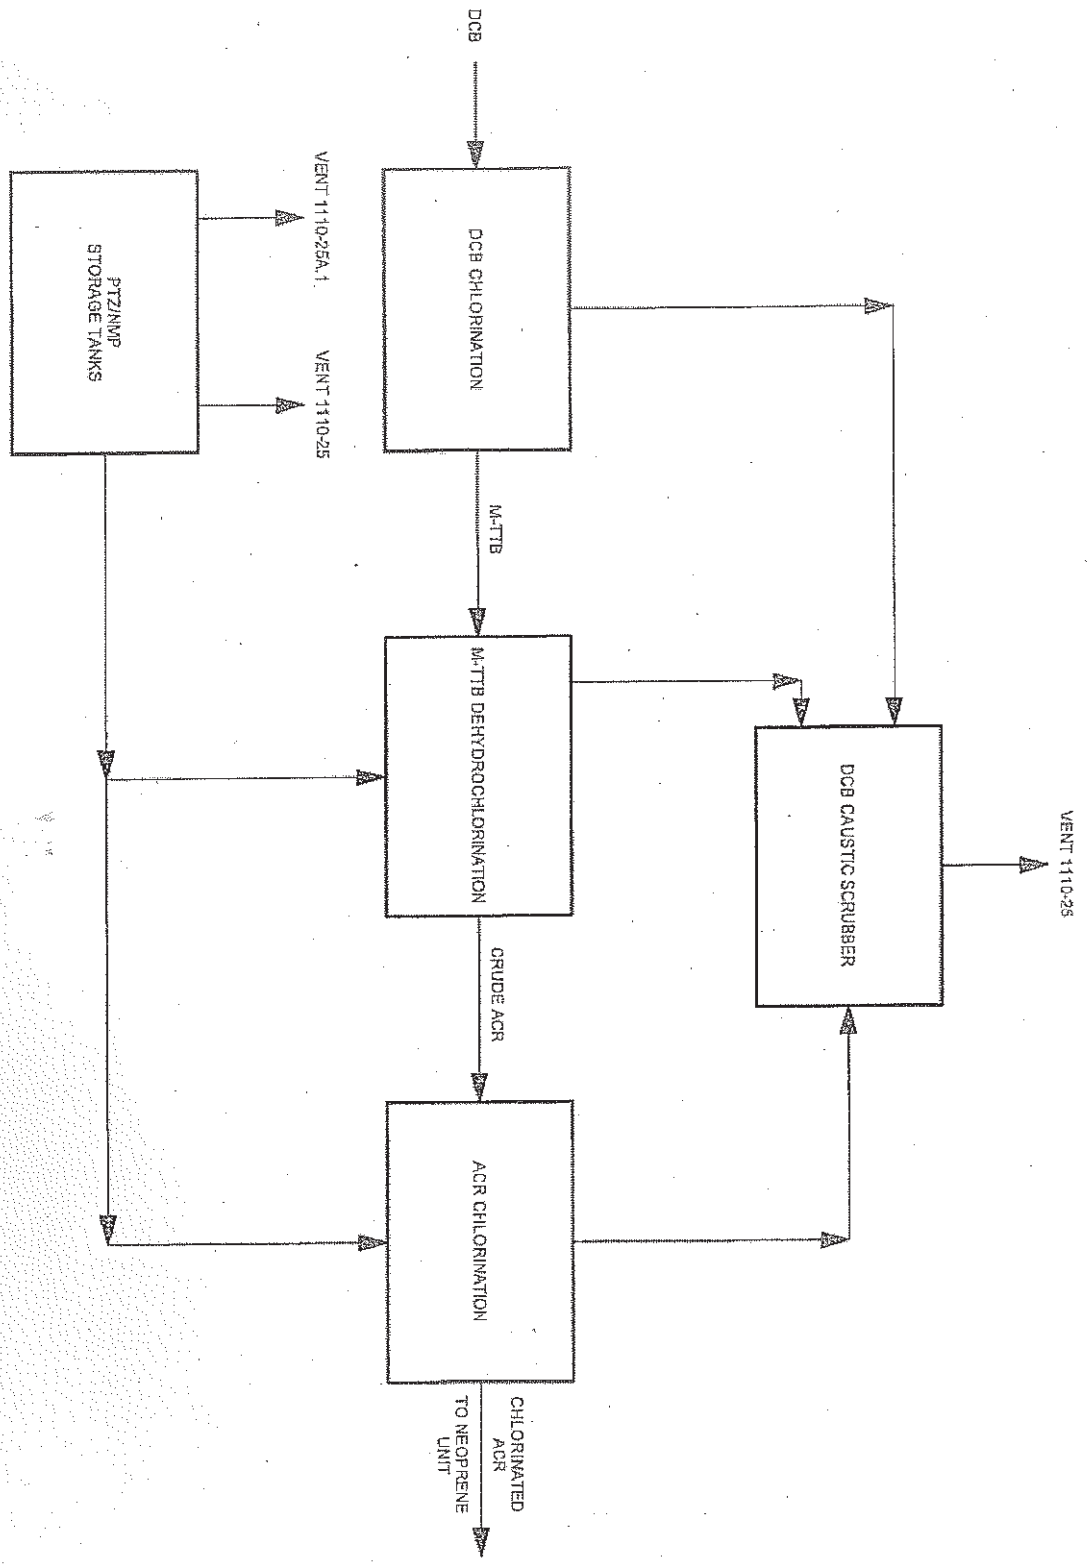 VENT 1110-26
DCB CAUSTIC SCRUBBER
DCB
DCB CHLORINATION
M-TTB
M-TTB DEHYDROCHLORINATION
CRUDE ACR
ACR CHLORINATION
CHLORINATED
ACR
TO NEOPRENE
UNIT
VENT 1110-25A.1
VENT 1110-25
PTZ/NMP
STORAGE TANKS